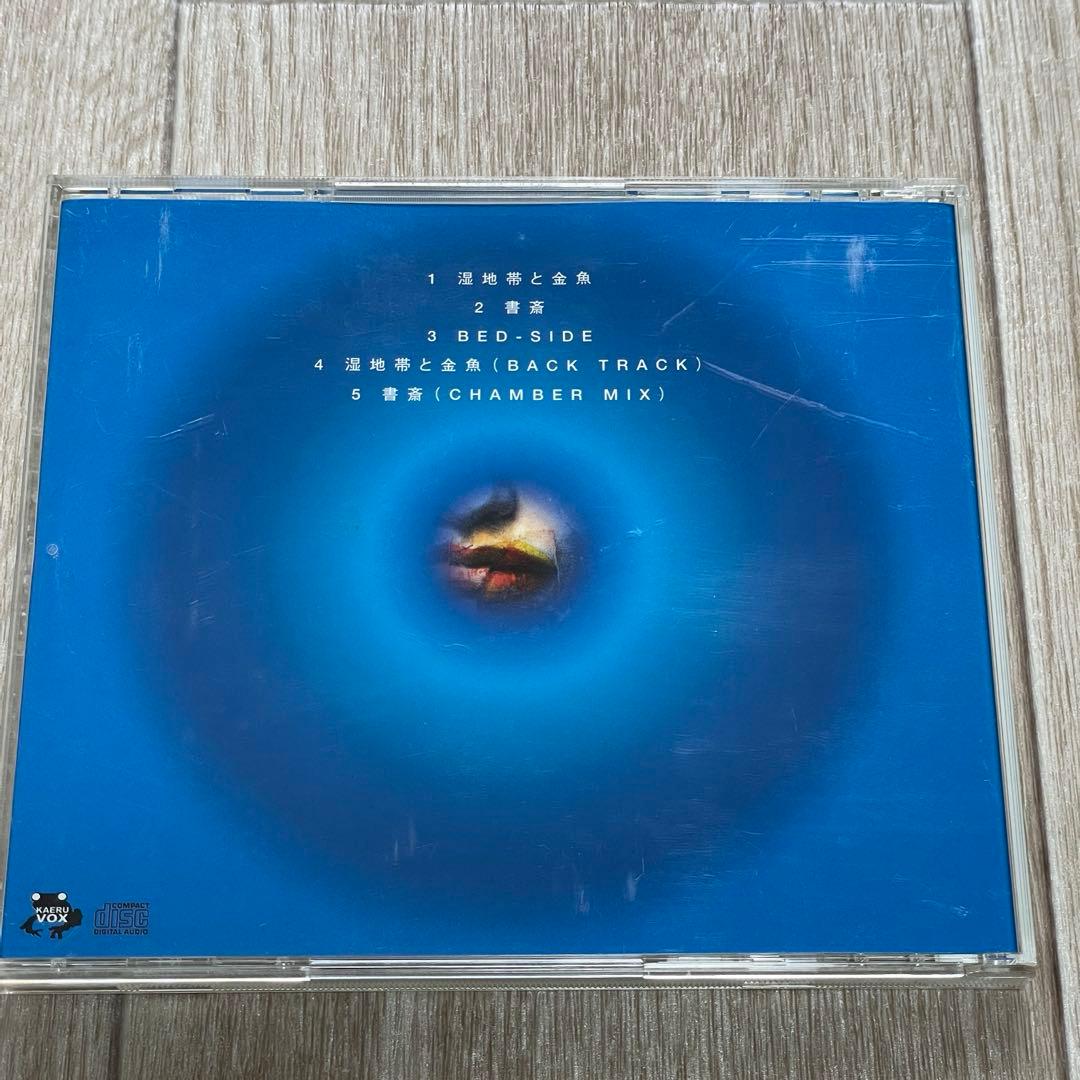 1 湿地帯と金魚
2 書斎
3 BED-SIDE
4 湿地帯と金魚(BACK TRACK)
5 書斎(CHAMBER MIX)
KAERU
VOX
COMPACT
disc
DIGITAL AUDIO